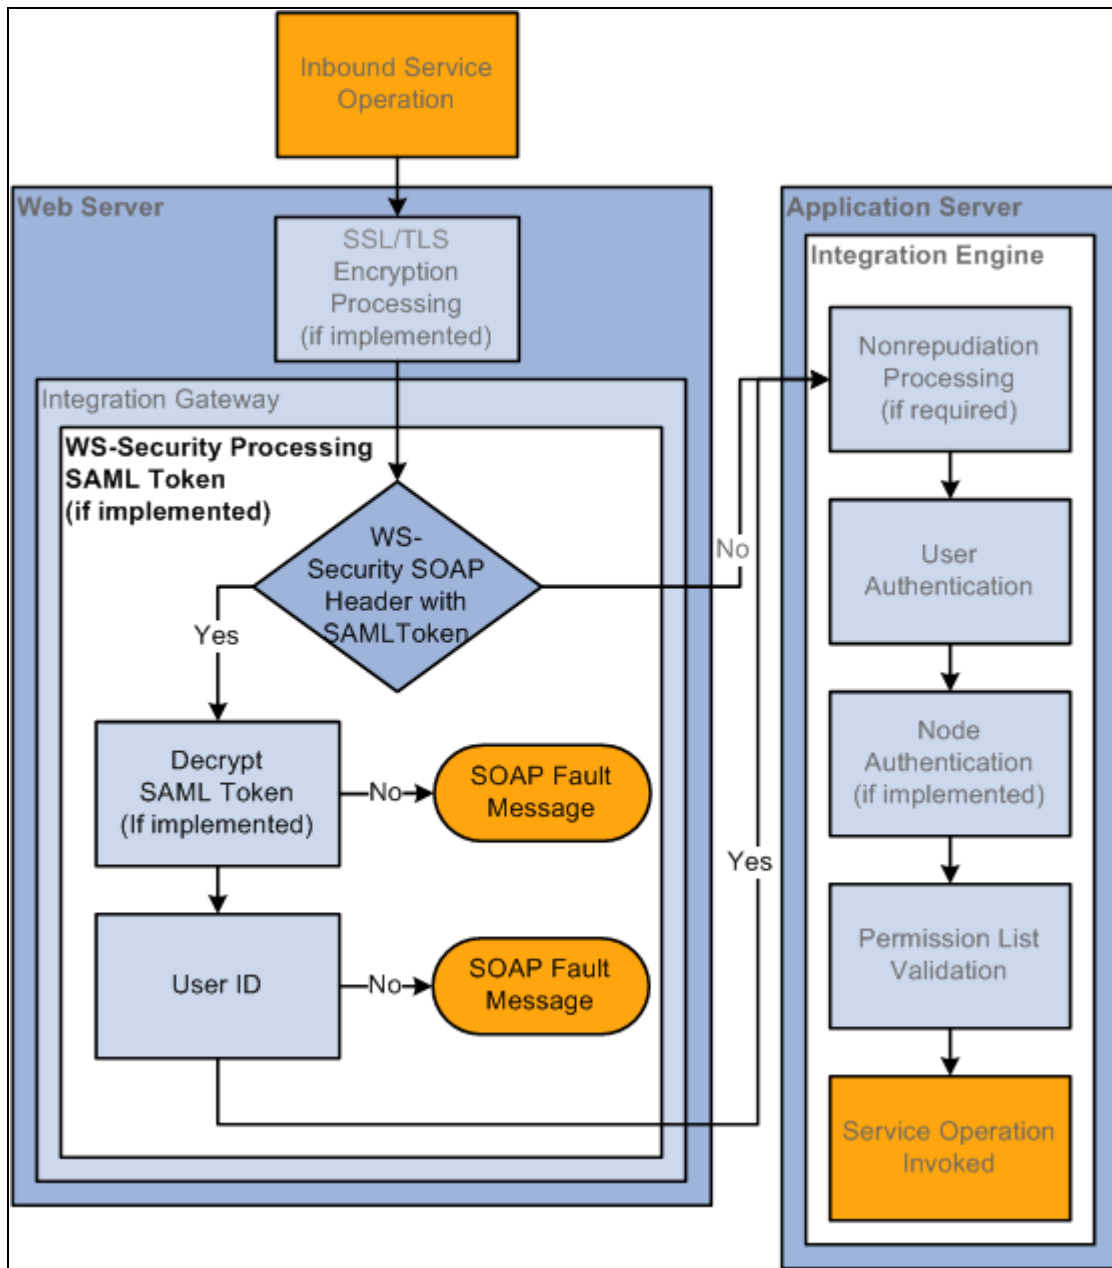 Inbound Service
Operation
Web Server
SSL/TLS
Encryption
Processing
(if implemented)
Integration Gateway
WS-Security Processing
SAML Token
(if implemented)
WS-
Security SOAP
Header with
SAMLToken
No
Yes
Decrypt
SAML Token
(If implemented)
No
SOAP Fault
Message
User ID
No
SOAP Fault
Message
Yes
Application Server
Integration Engine
Nonrepudiation
Processing
(if required)
User
Authentication
Node
Authentication
(if implemented)
Permission List
Validation
Service Operation
Invoked